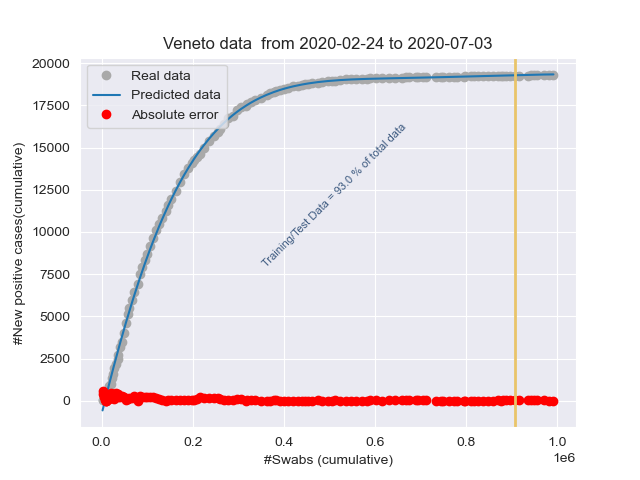 Veneto data  from 2020-02-24 to 2020-07-03
Real data
Predicted data
Absolute error
Training/Test Data = 93.0 % of total data
#New positive cases(cumulative)
20000
17500
15000
12500
10000
7500
5000
2500
0
0.0 0.2 0.4 0.6 0.8 1.0
1e6
#Swabs (cumulative)